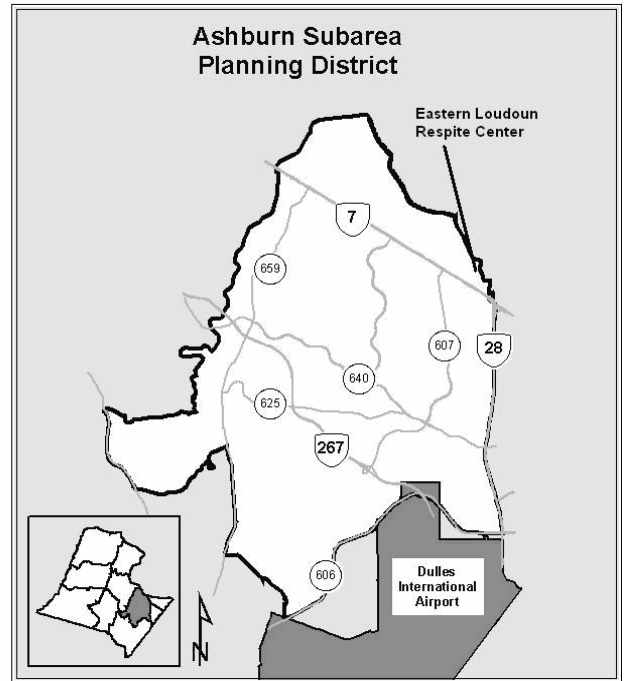 Ashburn Subarea
Planning District
Eastern Loudoun
Respite Center
7
659
607
28
640
625
267
606
Dulles
International
Airport
N